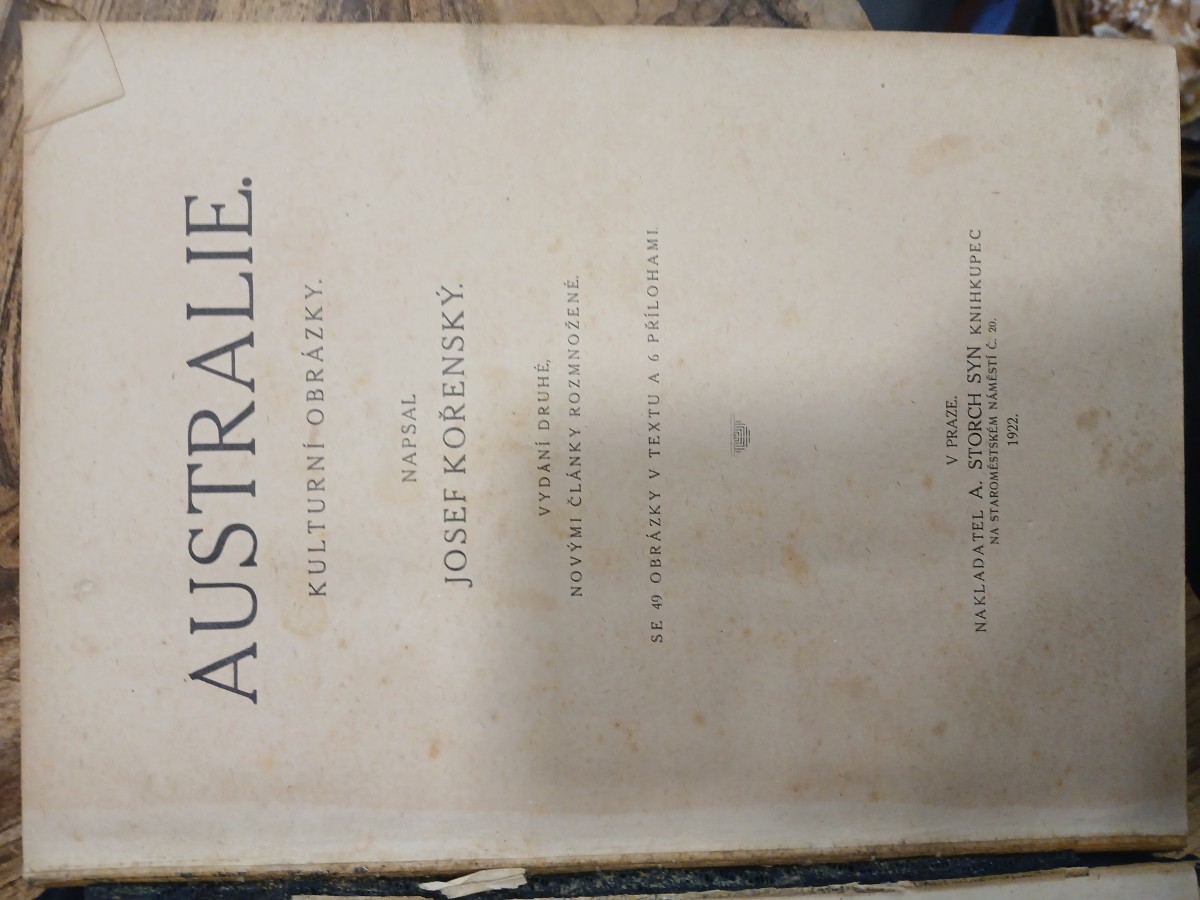 AUSTRALIE.
KULTURNÍ OBRÁZKY.
NAPSAL
JOSEF KOŘENSKÝ.
VYDÁNÍ DRUHÉ,
NOVÝMI ČLÁNKY ROZMNOŽENÉ.
SE 49 OBRÁZKY V TEXTU A 6 PŘÍLOHAMI.
V PRAZE.
NAKLADATEL A. STORCH SYN KNIHKUPEC
NA STAROMĚSTSKÉM NÁMĚSTÍ Č. 20.
1922.